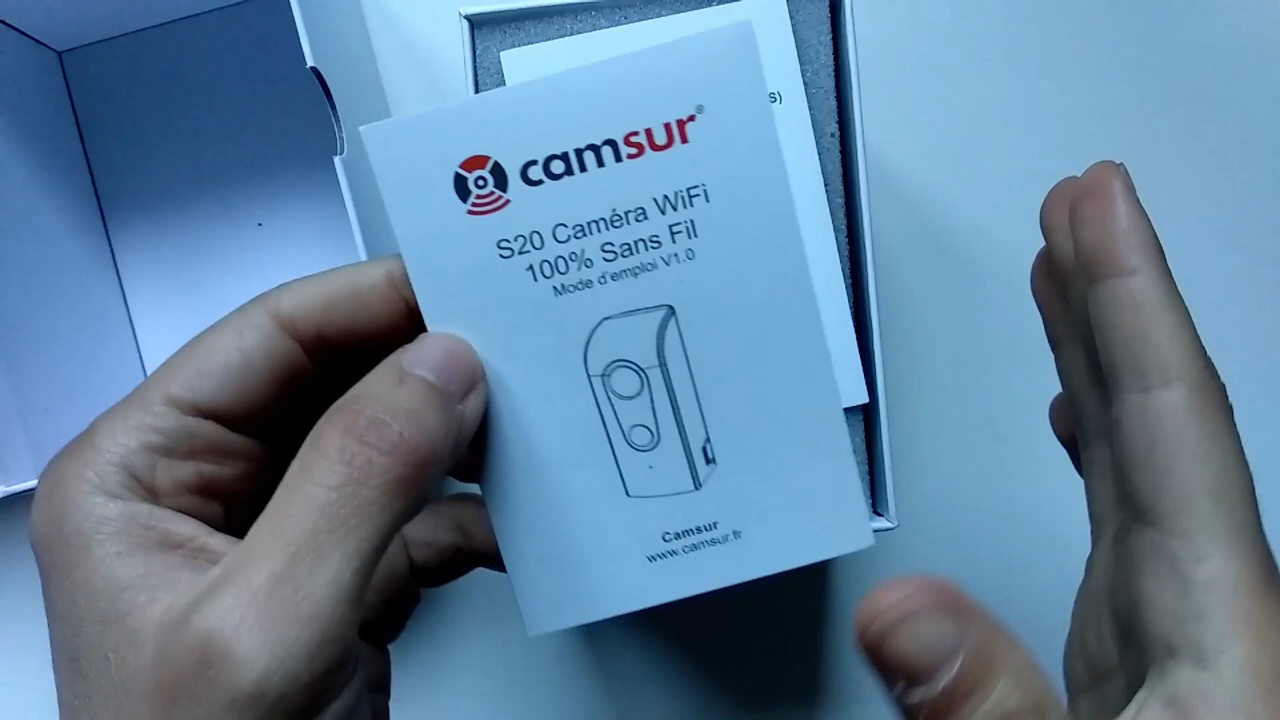 camsur®
S20 Caméra WiFi
100% Sans Fil
Mode d'emploi V1.0
Camsur
www.camsur.fr
S)